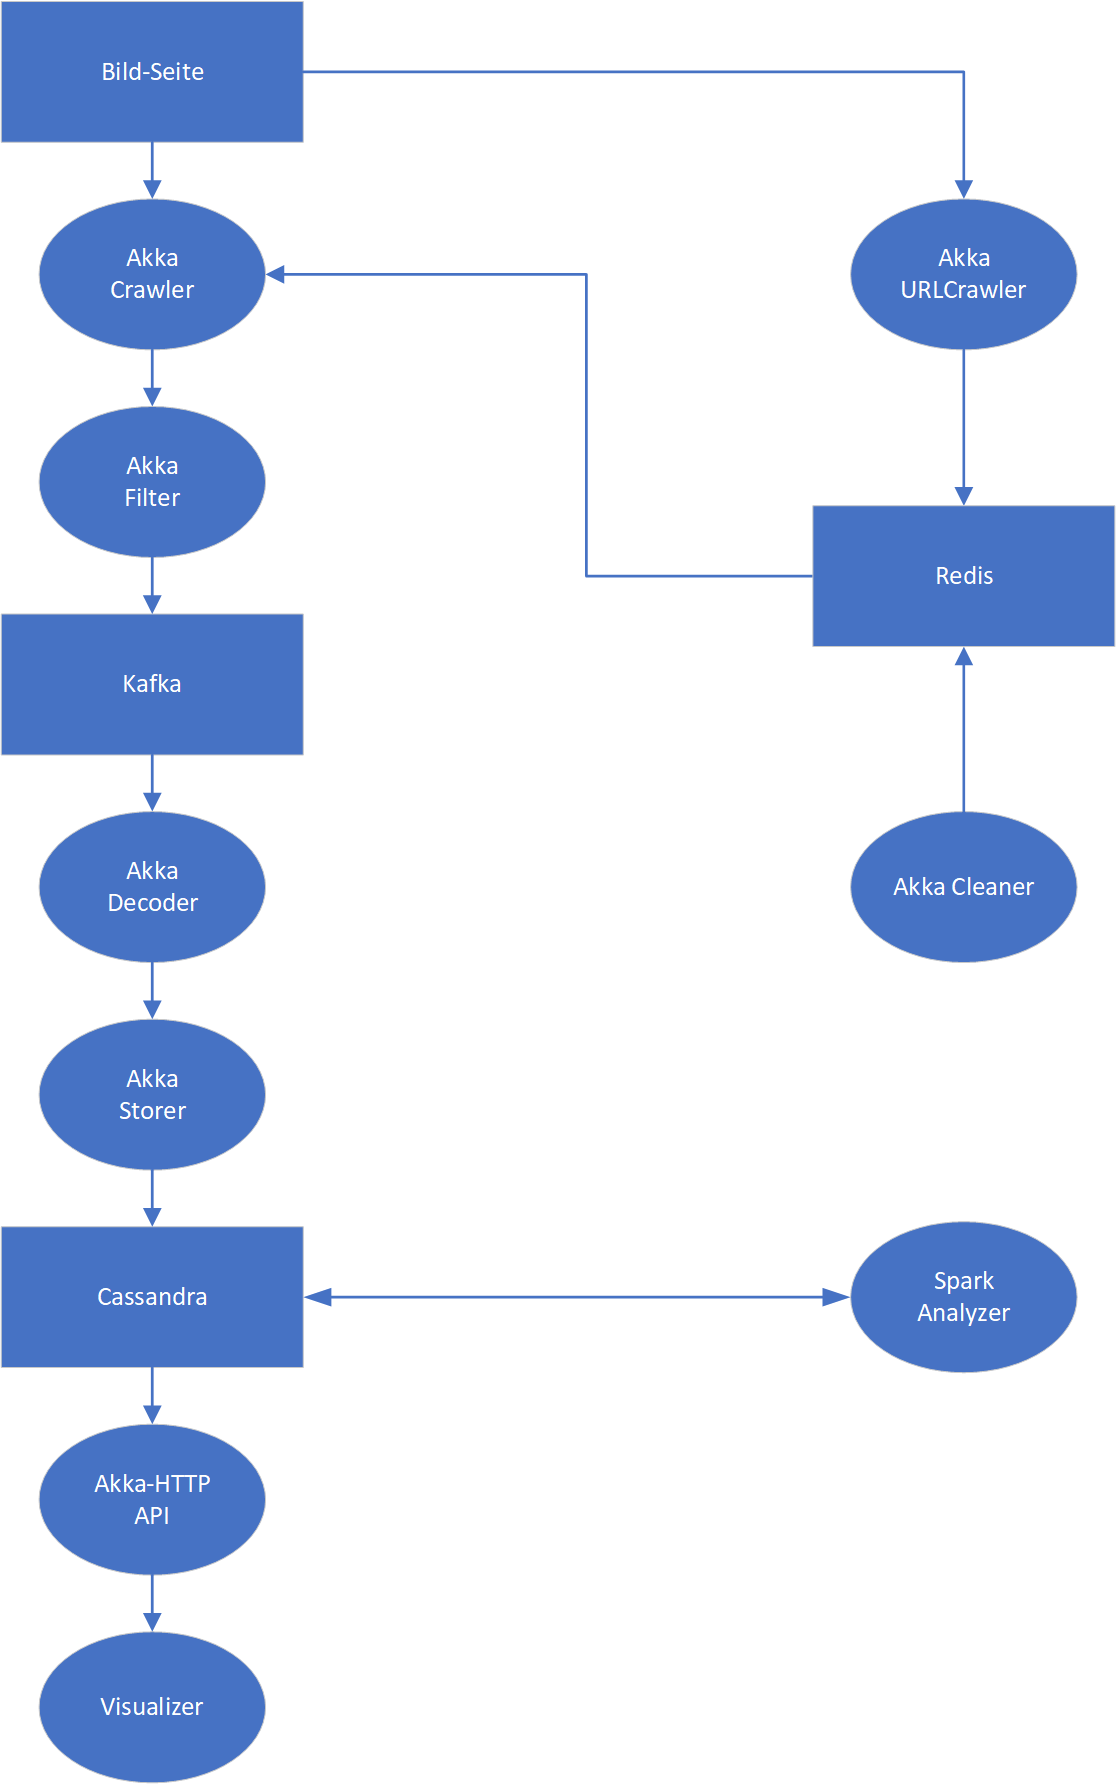 Bild-Seite
Akka
Crawler
Akka
URLCrawler
Akka
Filter
Redis
Kafka
Akka
Decoder
Akka Cleaner
Akka
Storer
Cassandra
Spark
Analyzer
Akka-HTTP
API
Visualizer